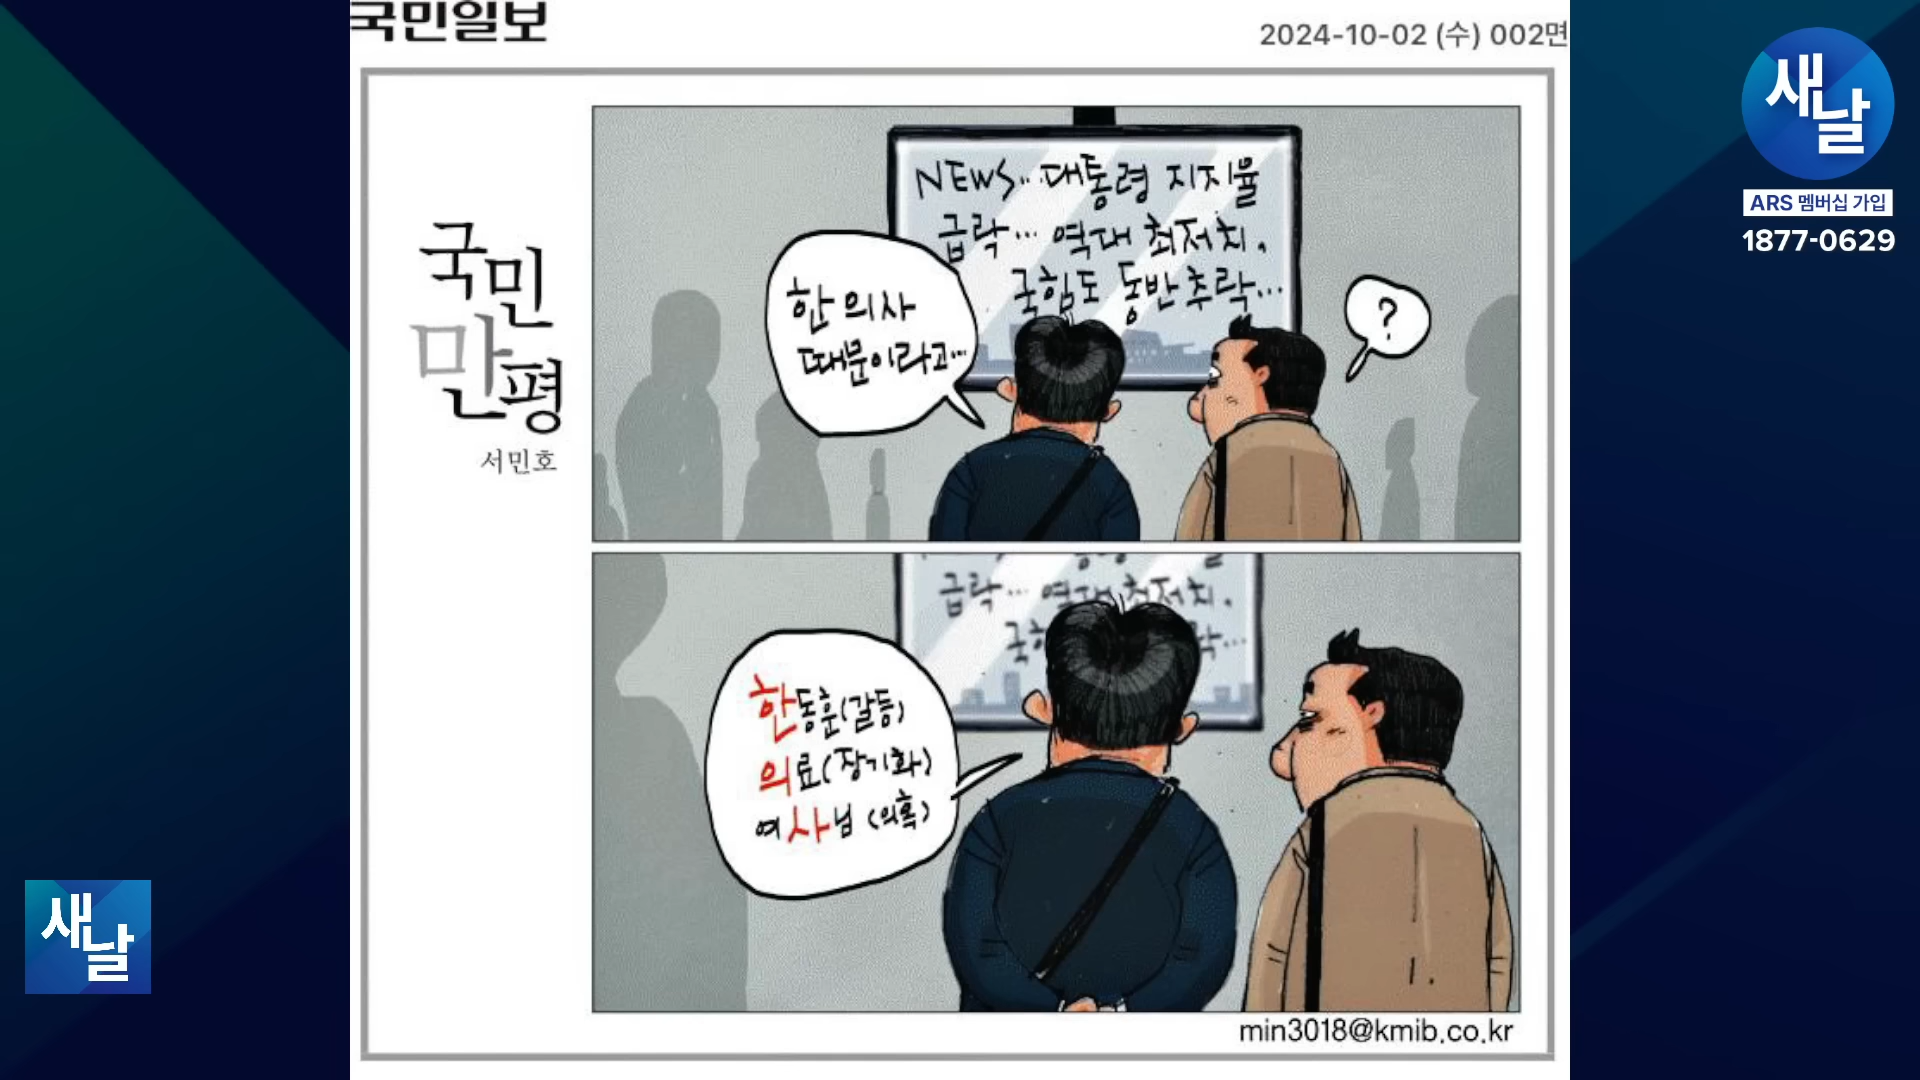 국민일보
2024-10-02 (수) 002면
새날
ARS 멤버십 가입
1877-0629
국민
만평
서민호
NEWS.. 대통령 지지율
급락... 역대 최저치.
국힘도 동반추락...
한 의사
때문이라고...
?
급락... 역대 최저치.
한동훈(갈등)
의료(장기화)
여사님 (의혹)
새날
min3018@kmib.co.kr